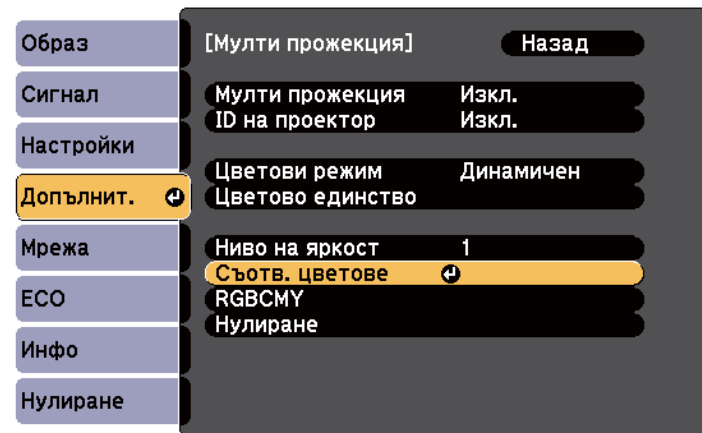 Образ
Сигнал
Настройки
Допълнит.
Мрежа
ECO
Инфо
Нулиране
[Мулти прожекция] Назад
Мулти прожекция Изкл.
ID на проектор Изкл.
Цветови режим Динамичен
Цветово единство
Ниво на яркост 1
Съотв. цветове
RGBCMY
Нулиране